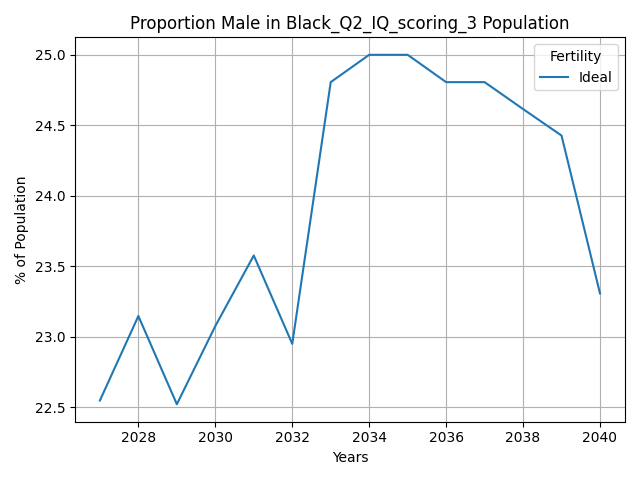 Proportion Male in Black_Q2_IQ_scoring_3 Population
Fertility
Ideal
% of Population
25.0
24.5
24.0
23.5
23.0
22.5
2028 2030 2032 2034 2036 2038 2040
Years